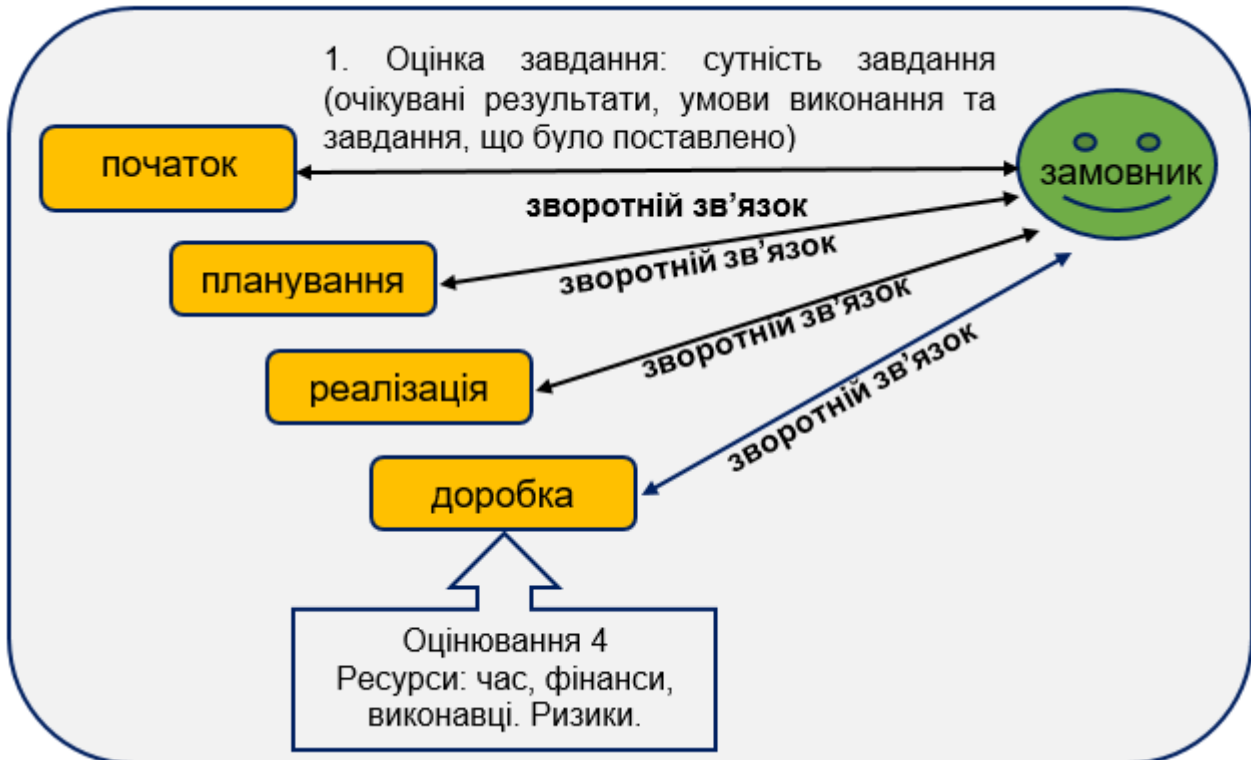 1. Оцінка завдання: сутність завдання
(очікувані результати, умови виконання та
завдання, що було поставлено)
початок
замовник
зворотній зв’язок
планування
зворотній зв’язок
реалізація
зворотній зв’язок
доробка
зворотній зв’язок
Оцінювання 4
Ресурси: час, фінанси,
виконавці. Ризики.